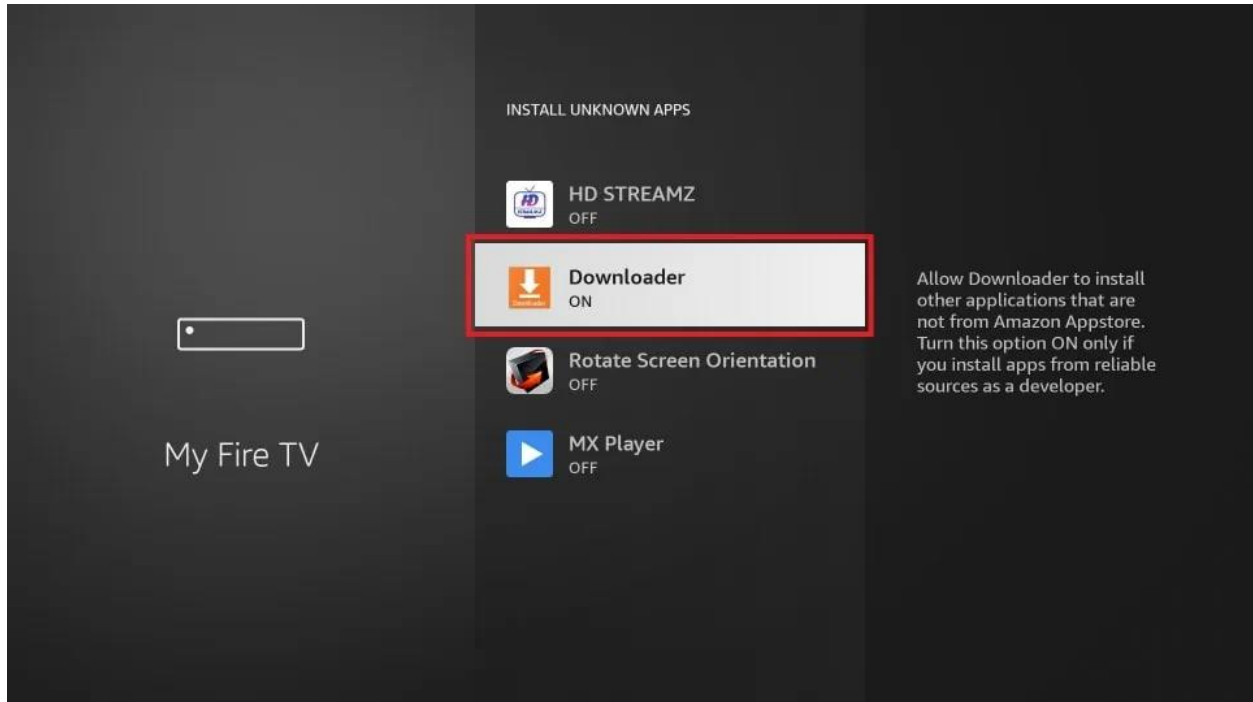 INSTALL UNKNOWN APPS
HD STREAMZ
OFF
Downloader
ON
Rotate Screen Orientation
OFF
MX Player
OFF
My Fire TV
Allow Downloader to install
other applications that are
not from Amazon Appstore.
Turn this option ON only if
you install apps from reliable
sources as a developer.
HD
Downloader